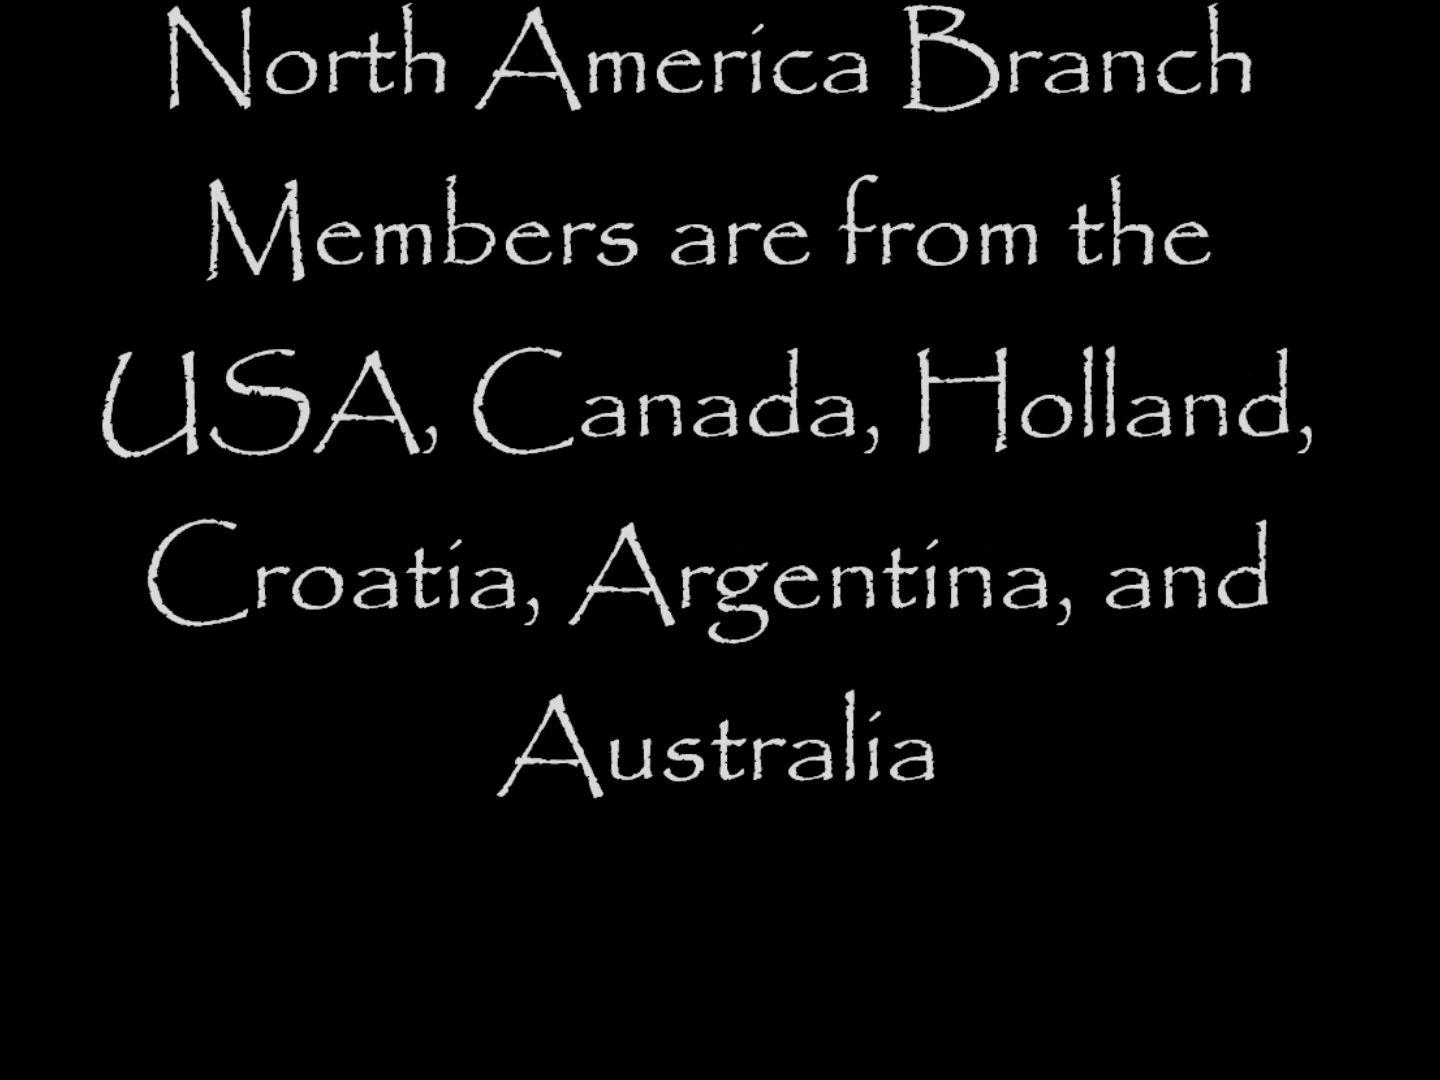 North America Branch
Members are from the
USA, Canada, Holland,
Croatia, Argentina, and
Australia